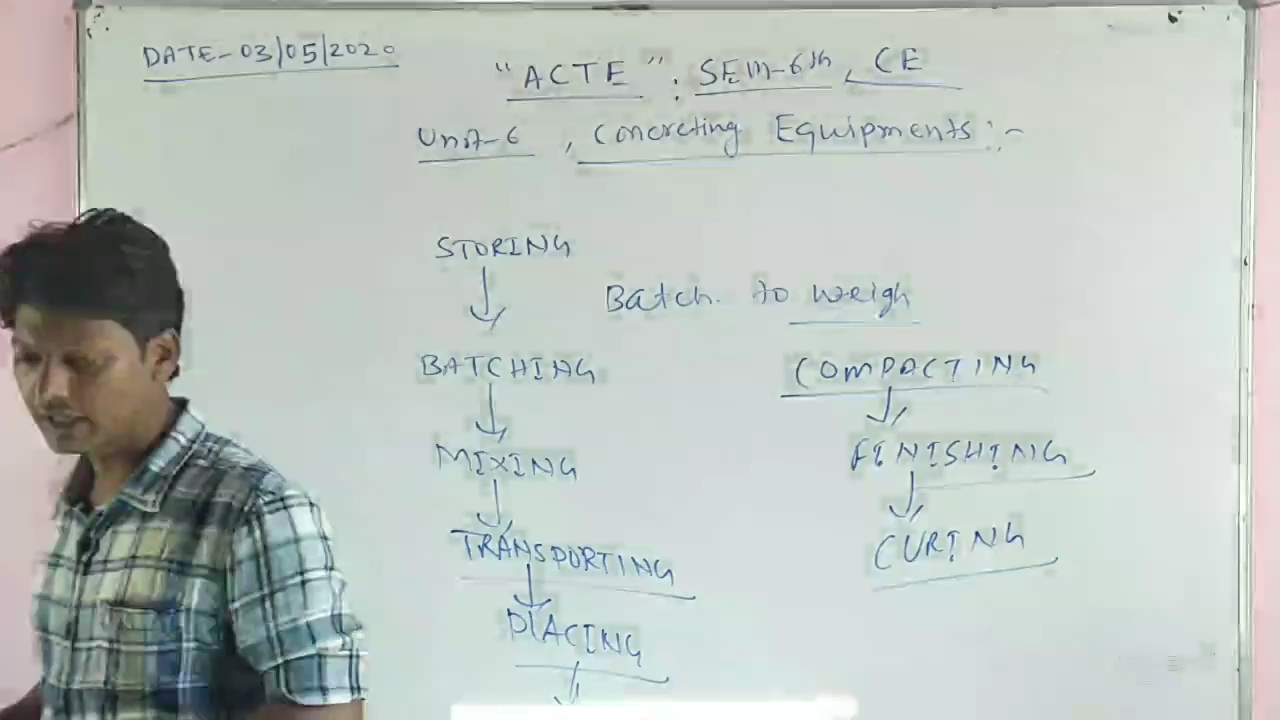 DATE-03/05/2020
"ACTE": SEM-6th, CE
Unit-6, Concreting Equipments:-
STORING
Batch. to weigh
BATCHING
MIXING
TRANSPORTING
PLACING
COMPACTING
FINISHING
CURING